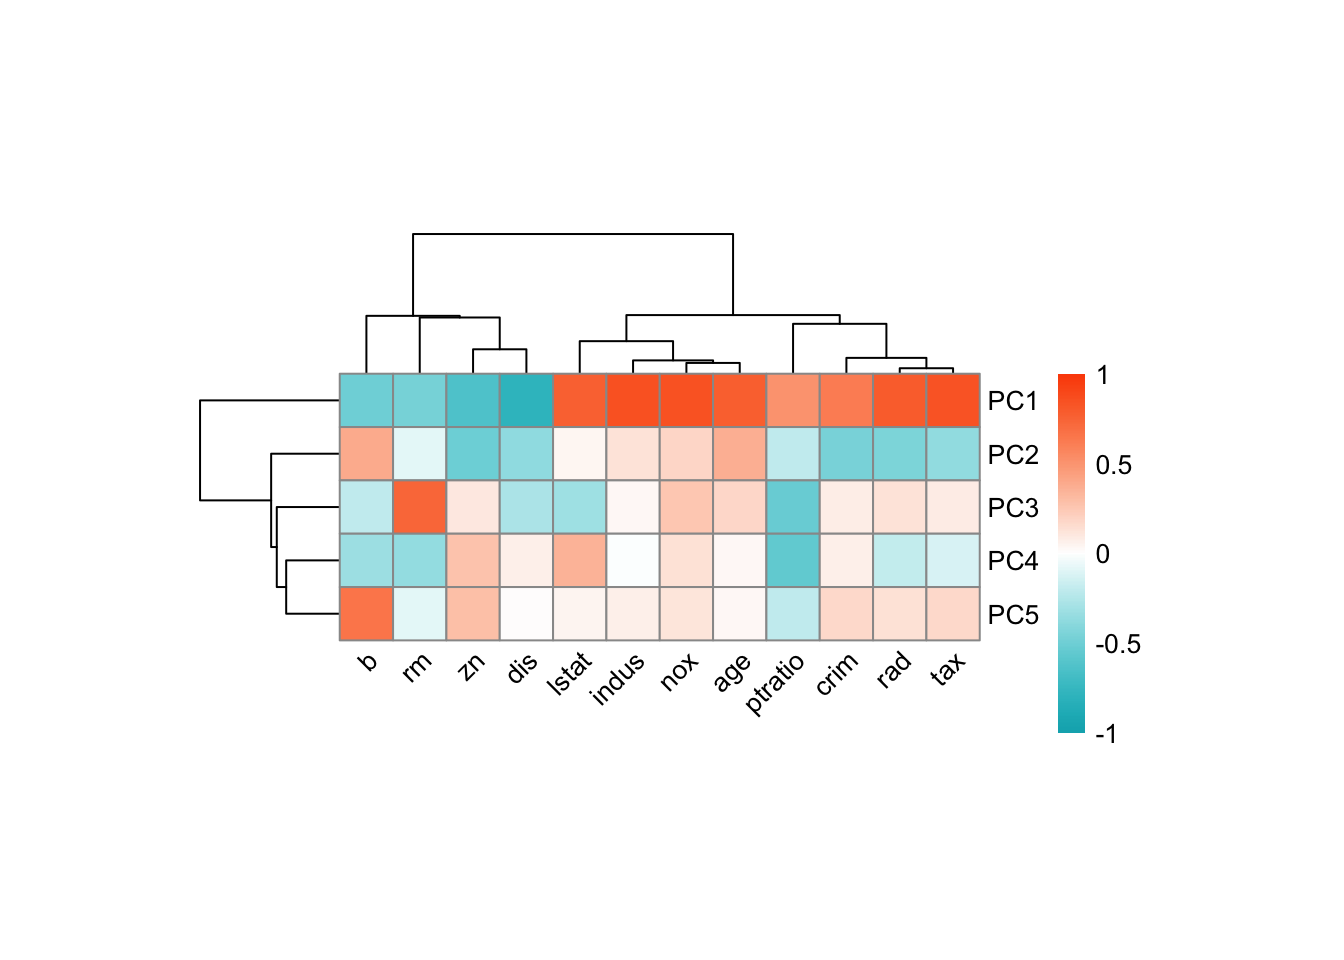 PC1
PC2
PC3
PC4
PC5
b rm zn dis lstat indus nox age ptratio crim rad tax
1
0.5
0
-0.5
-1